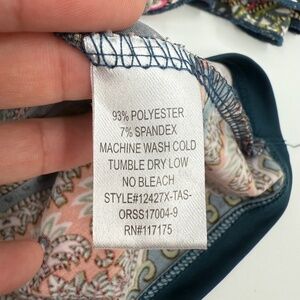 93% POLYESTER
7% SPANDEX
MACHINE WASH COLD
TUMBLE DRY LOW
NO BLEACH
STYLE#12427X-TAS-
ORSS17004-9
RN#117175